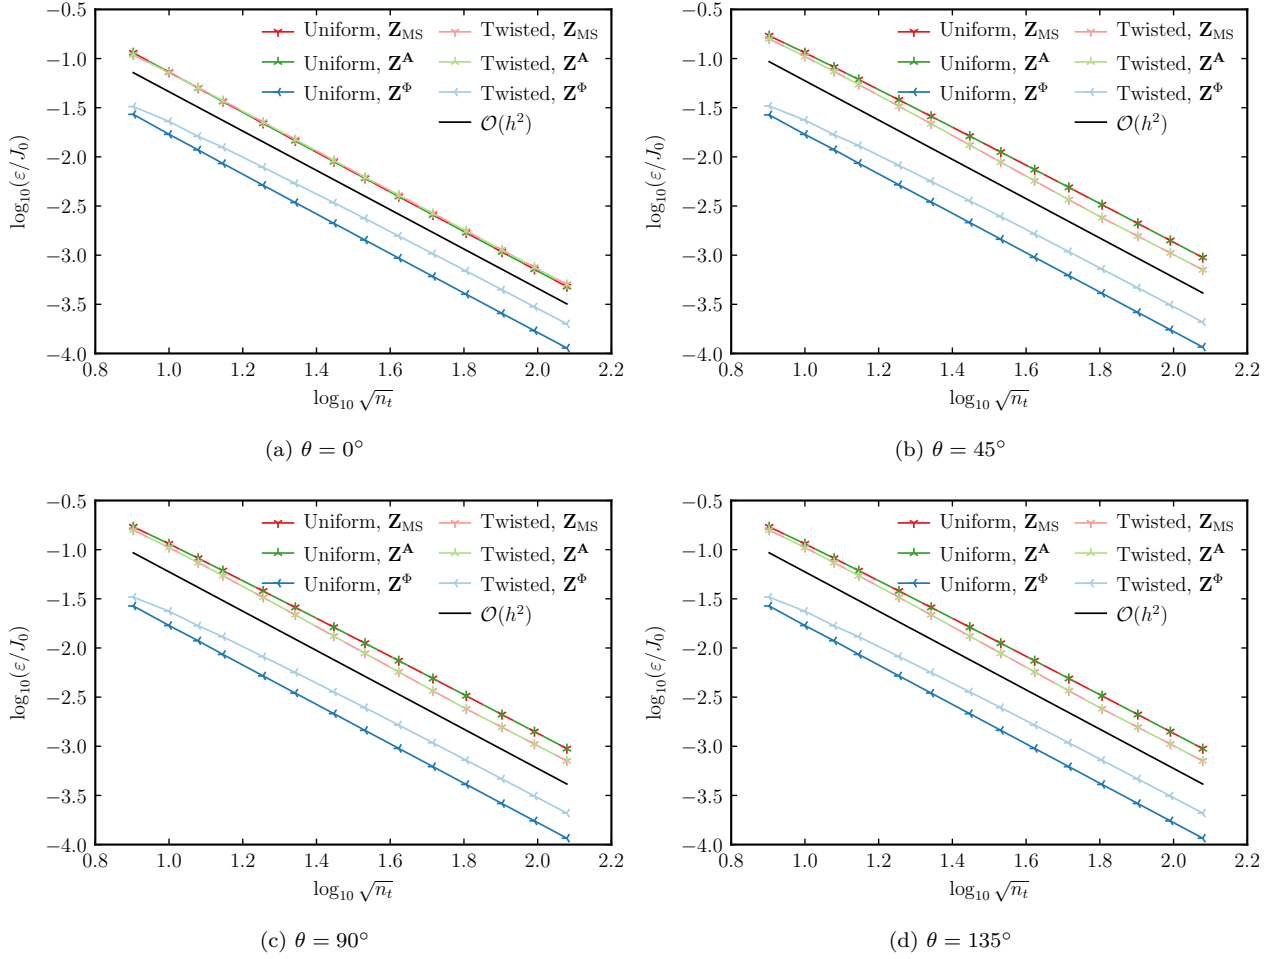 −0.5
−1.0
−1.5
−2.0
−2.5
−3.0
−3.5
−4.0
log₁₀(ε/J₀)
0.8 1.0 1.2 1.4 1.6 1.8 2.0 2.2
log₁₀ √nₜ
Uniform, Z_MS
Uniform, Z^A
Uniform, Z^Φ
Twisted, Z_MS
Twisted, Z^A
Twisted, Z^Φ
O(h²)
(a) θ = 0°
−0.5
−1.0
−1.5
−2.0
−2.5
−3.0
−3.5
−4.0
log₁₀(ε/J₀)
0.8 1.0 1.2 1.4 1.6 1.8 2.0 2.2
log₁₀ √nₜ
Uniform, Z_MS
Uniform, Z^A
Uniform, Z^Φ
Twisted, Z_MS
Twisted, Z^A
Twisted, Z^Φ
O(h²)
(b) θ = 45°
−0.5
−1.0
−1.5
−2.0
−2.5
−3.0
−3.5
−4.0
log₁₀(ε/J₀)
0.8 1.0 1.2 1.4 1.6 1.8 2.0 2.2
log₁₀ √nₜ
Uniform, Z_MS
Uniform, Z^A
Uniform, Z^Φ
Twisted, Z_MS
Twisted, Z^A
Twisted, Z^Φ
O(h²)
(c) θ = 90°
−0.5
−1.0
−1.5
−2.0
−2.5
−3.0
−3.5
−4.0
log₁₀(ε/J₀)
0.8 1.0 1.2 1.4 1.6 1.8 2.0 2.2
log₁₀ √nₜ
Uniform, Z_MS
Uniform, Z^A
Uniform, Z^Φ
Twisted, Z_MS
Twisted, Z^A
Twisted, Z^Φ
O(h²)
(d) θ = 135°